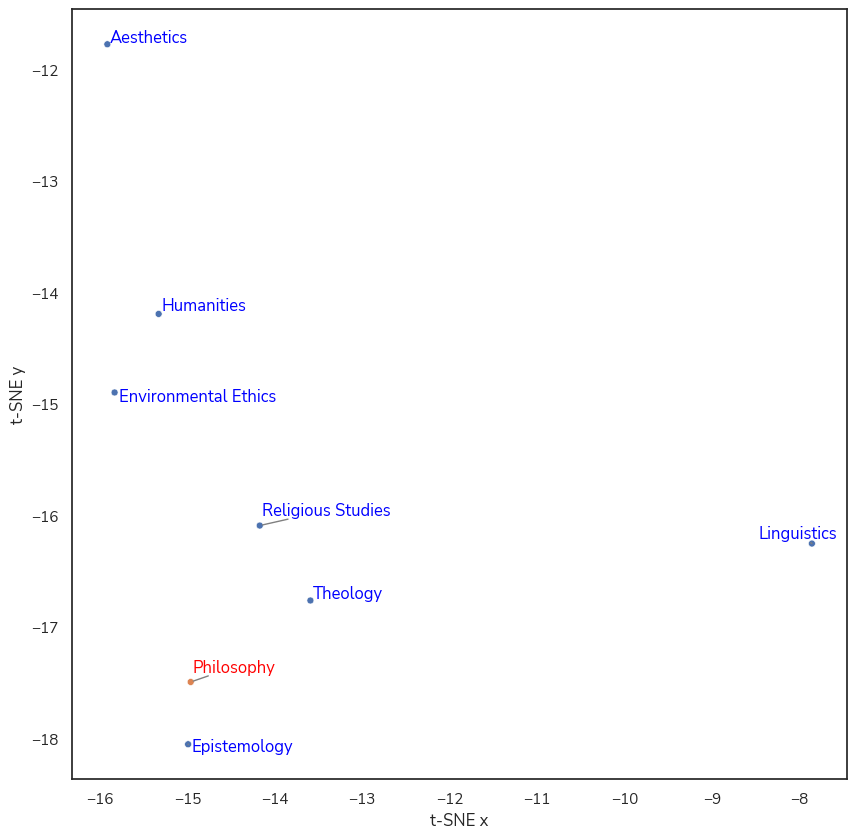 Aesthetics
−12
−13
−14
Humanities
Environmental Ethics
−15
t-SNE y
Religious Studies
−16
Linguistics
Theology
−17
Philosophy
−18
Epistemology
−16 −15 −14 −13 −12 −11 −10 −9 −8
t-SNE x